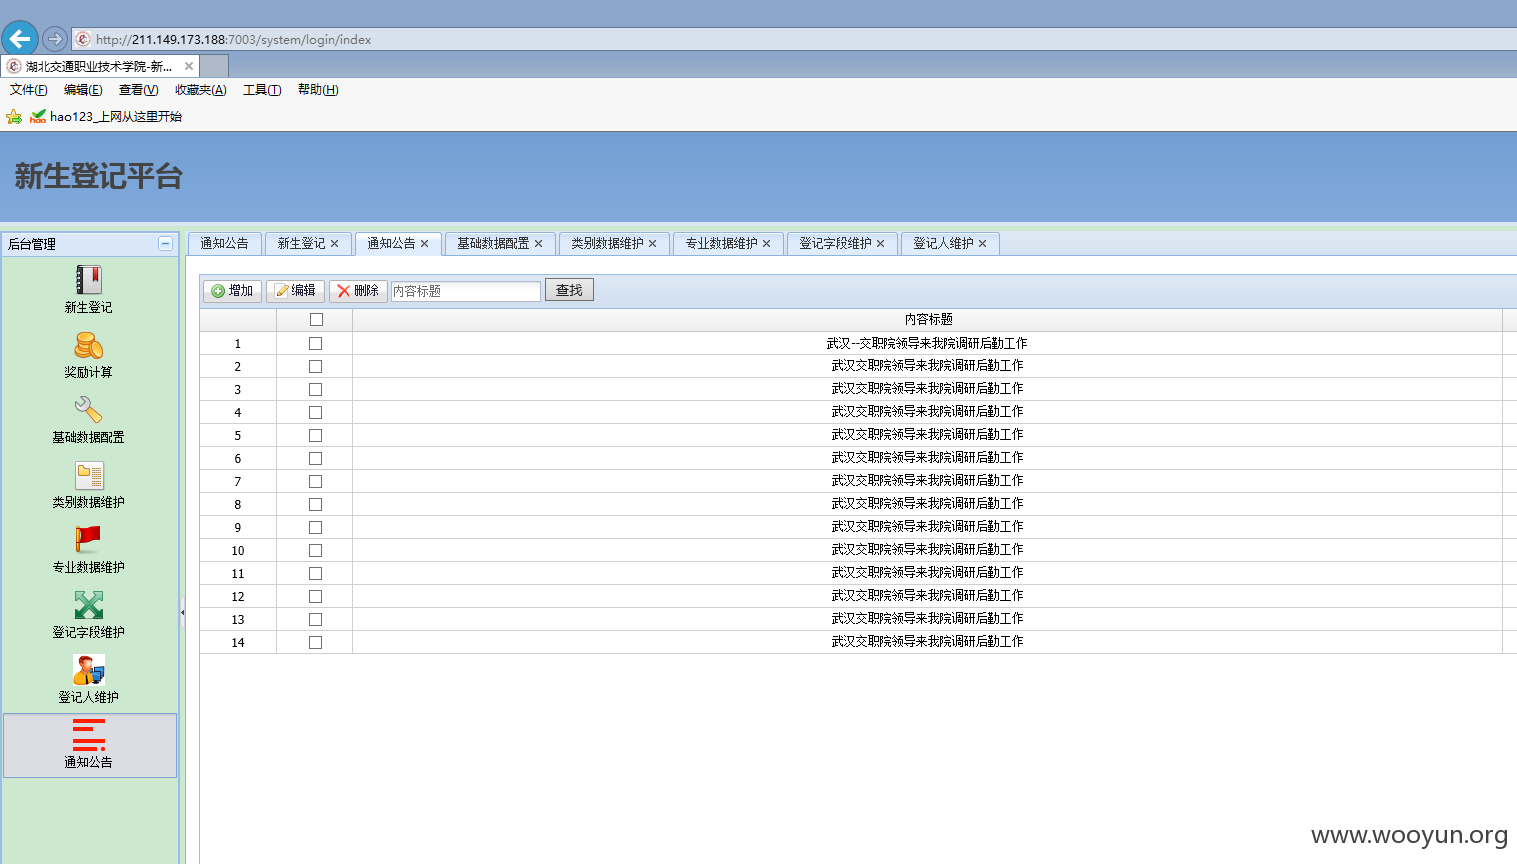 http://211.149.173.188:7003/system/login/index
湖北交通职业技术学院-新...
文件(F) 编辑(E) 查看(V) 收藏夹(A) 工具(T) 帮助(H)
hao123_上网从这里开始
新生登记平台
后台管理
新生登记
奖励计算
基础数据配置
类别数据维护
专业数据维护
登记字段维护
登记人维护
通知公告
通知公告 新生登记 通知公告 基础数据配置 类别数据维护 专业数据维护 登记字段维护 登记人维护
增加 编辑 删除 内容标题 查找
内容标题
1 武汉--交职院领导来我院调研后勤工作
2 武汉交职院领导来我院调研后勤工作
3 武汉交职院领导来我院调研后勤工作
4 武汉交职院领导来我院调研后勤工作
5 武汉交职院领导来我院调研后勤工作
6 武汉交职院领导来我院调研后勤工作
7 武汉交职院领导来我院调研后勤工作
8 武汉交职院领导来我院调研后勤工作
9 武汉交职院领导来我院调研后勤工作
10 武汉交职院领导来我院调研后勤工作
11 武汉交职院领导来我院调研后勤工作
12 武汉交职院领导来我院调研后勤工作
13 武汉交职院领导来我院调研后勤工作
14 武汉交职院领导来我院调研后勤工作
www.wooyun.org